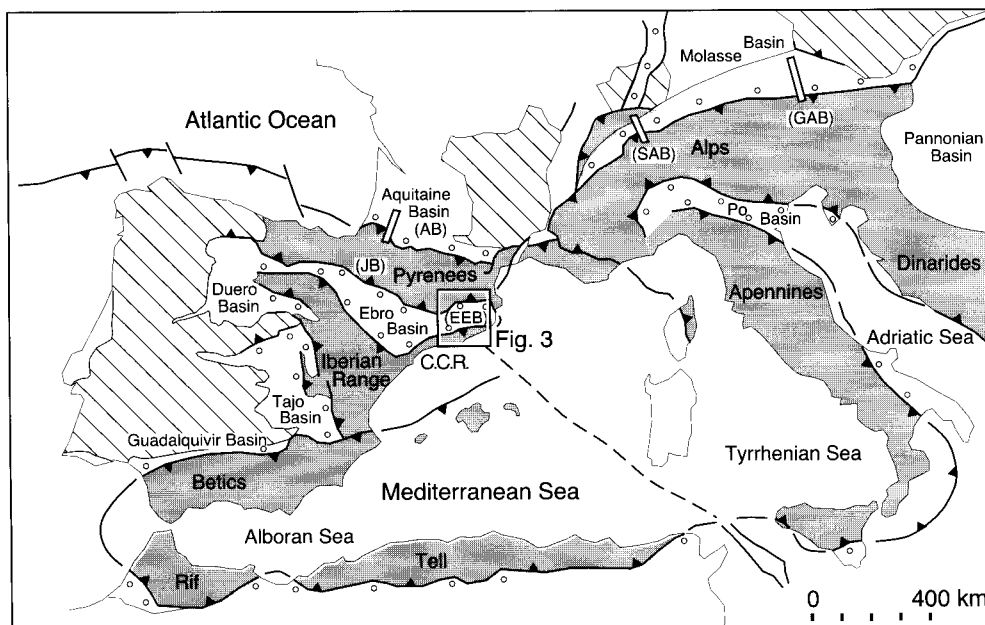 Basin
Molasse
Atlantic Ocean
(GAB)
(SAB)
Alps
Pannonian
Basin
Aquitaine
Basin
(AB)
Po
Basin
(JB)
Pyrenees
Dinarides
Duero
Basin
Ebro
Basin
(EEB)
Apennines
Fig. 3
Adriatic Sea
C.C.R.
Iberian
Range
Tajo
Basin
Guadalquivir Basin
Tyrrhenian Sea
Betics
Mediterranean Sea
Alboran Sea
Tell
Rif
0 400 km